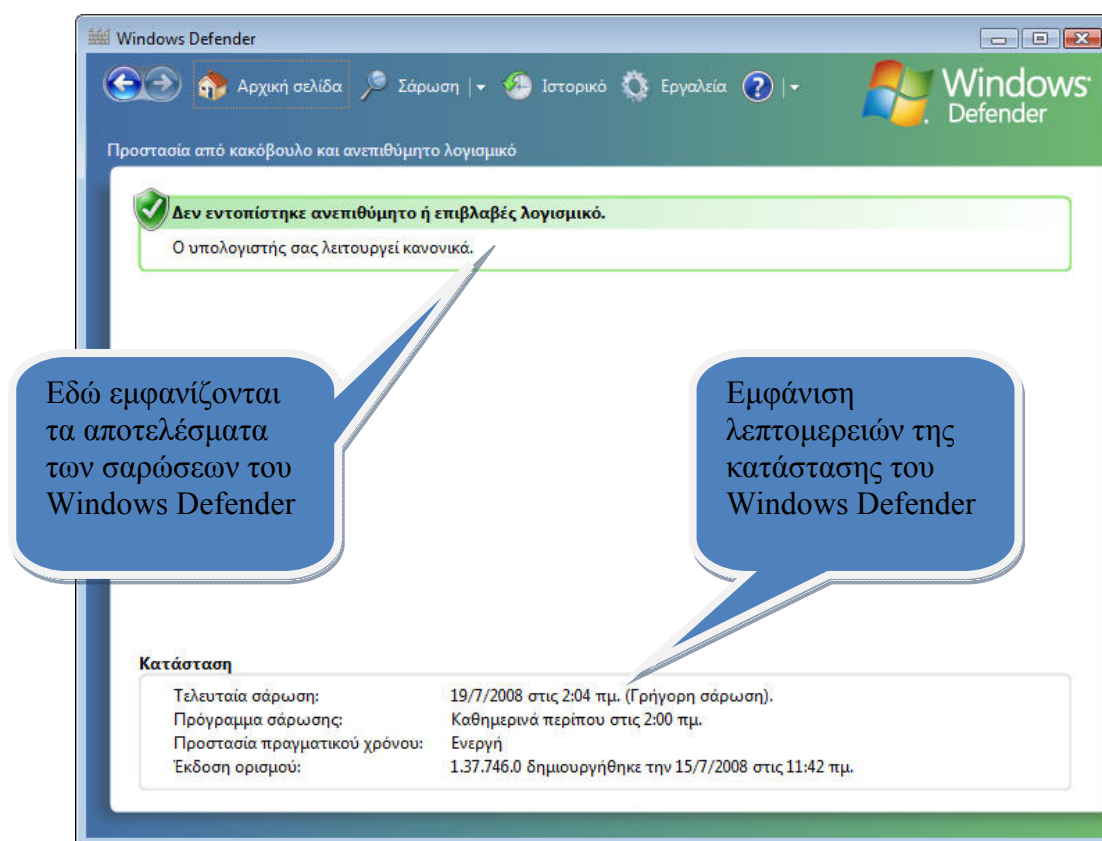 Windows Defender
Αρχική σελίδα Σάρωση Ιστορικό Εργαλεία ?
Windows
Defender
Προστασία από κακόβουλο και ανεπιθύμητο λογισμικό
Δεν εντοπίστηκε ανεπιθύμητο ή επιβλαβές λογισμικό.
Ο υπολογιστής σας λειτουργεί κανονικά.
Εδώ εμφανίζονται
τα αποτελέσματα
των σαρώσεων του
Windows Defender
Εμφάνιση
λεπτομερειών της
κατάστασης του
Windows Defender
Κατάσταση
Τελευταία σάρωση: 19/7/2008 στις 2:04 πμ. (Γρήγορη σάρωση).
Πρόγραμμα σάρωσης: Καθημερινά περίπου στις 2:00 πμ.
Προστασία πραγματικού χρόνου: Ενεργή
Έκδοση ορισμού: 1.37.746.0 δημιουργήθηκε την 15/7/2008 στις 11:42 πμ.